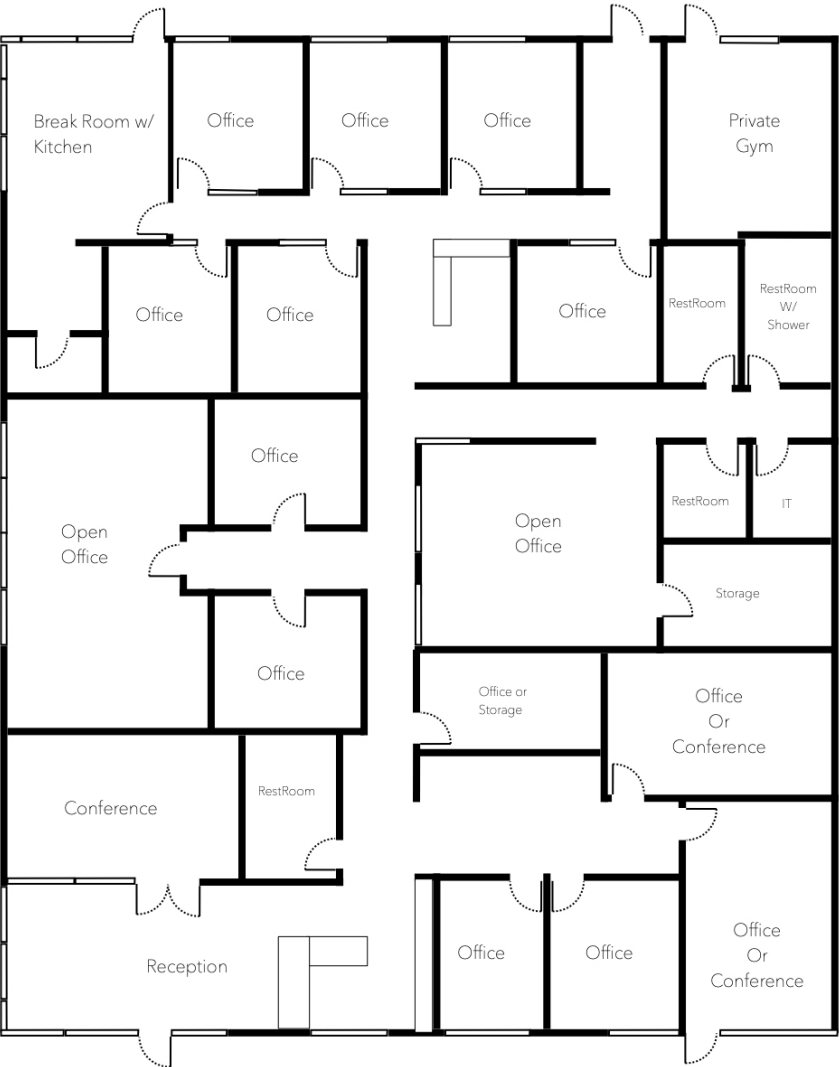 Break Room w/
Kitchen
Office
Office
Office
Private
Gym
Office
Office
Office
RestRoom
RestRoom
W/
Shower
Office
Open
Office
Open
Office
RestRoom
IT
Storage
Office
Office or
Storage
Office
Or
Conference
Conference
RestRoom
Reception
Office
Office
Office
Or
Conference